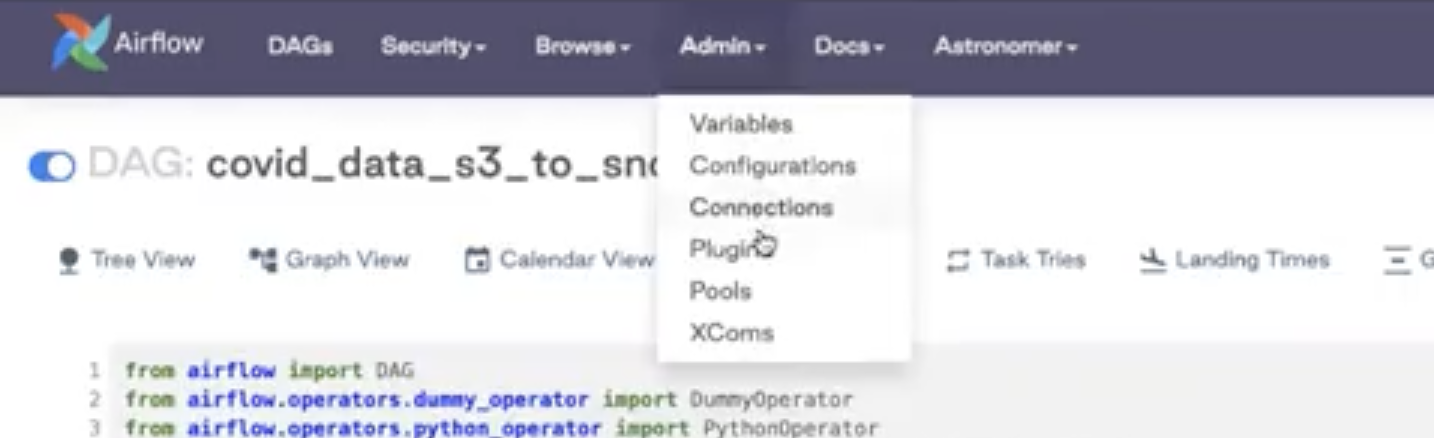 Airflow DAGs Security Browse Admin Docs Astronomer
Variables
DAG: covid_data_s3_to_sno
Configurations
Connections
Tree View Graph View Calendar View Task Tries Landing Times G
Plugin
Pools
XComs
1 from airflow import DAG
2 from airflow.operators.dummy_operator import DummyOperator
3 from airflow.operators.python_operator import PythonOperator